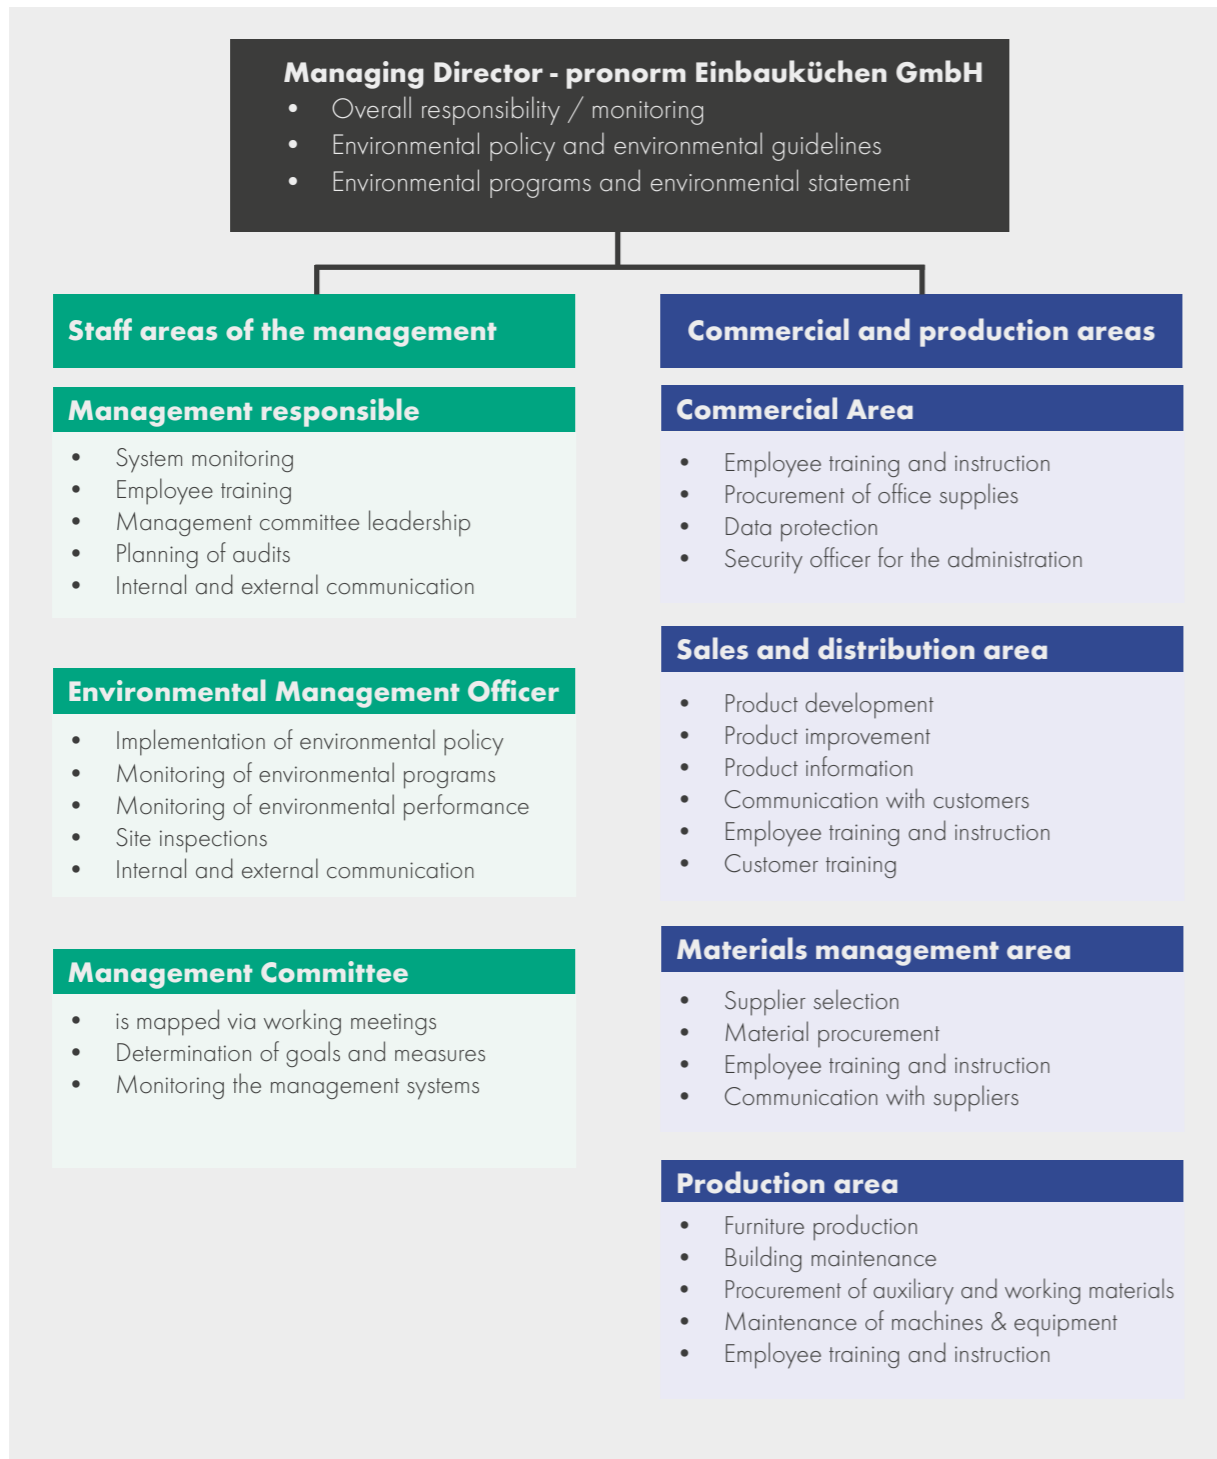 Managing Director - pronorm Einbauküchen GmbH
• Overall responsibility / monitoring
• Environmental policy and environmental guidelines
• Environmental programs and environmental statement
Staff areas of the management
Management responsible
• System monitoring
• Employee training
• Management committee leadership
• Planning of audits
• Internal and external communication
Environmental Management Officer
• Implementation of environmental policy
• Monitoring of environmental programs
• Monitoring of environmental performance
• Site inspections
• Internal and external communication
Management Committee
• is mapped via working meetings
• Determination of goals and measures
• Monitoring the management systems
Commercial and production areas
Commercial Area
• Employee training and instruction
• Procurement of office supplies
• Data protection
• Security officer for the administration
Sales and distribution area
• Product development
• Product improvement
• Product information
• Communication with customers
• Employee training and instruction
• Customer training
Materials management area
• Supplier selection
• Material procurement
• Employee training and instruction
• Communication with suppliers
Production area
• Furniture production
• Building maintenance
• Procurement of auxiliary and working materials
• Maintenance of machines & equipment
• Employee training and instruction